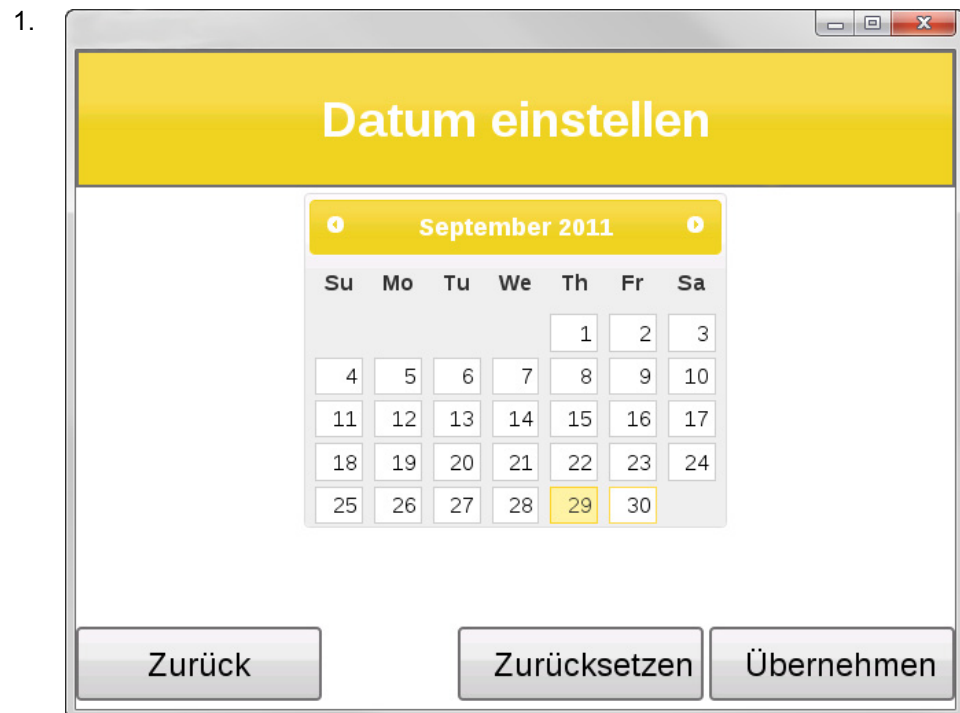 1.
Datum einstellen
September 2011
Su Mo Tu We Th Fr Sa
1 2 3
4 5 6 7 8 9 10
11 12 13 14 15 16 17
18 19 20 21 22 23 24
25 26 27 28 29 30
Zurück Zurücksetzen Übernehmen